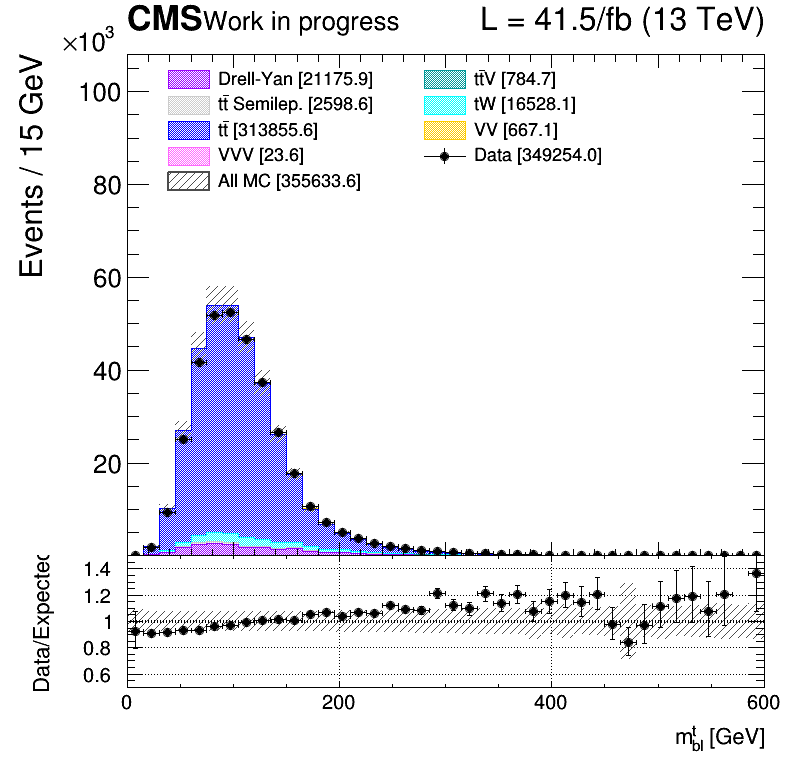 CMS Work in progress L = 41.5/fb (13 TeV)
×10³
Events / 15 GeV
100
80
60
40
20
Drell-Yan [21175.9]
tt̄ Semilep. [2598.6]
tt̄ [313855.6]
VVV [23.6]
All MC [355633.6]
tt̄V [784.7]
tW [16528.1]
VV [667.1]
Data [349254.0]
Data/Expected
1.4
1.2
1
0.8
0.6
0 200 400 600
m^t_bl [GeV]